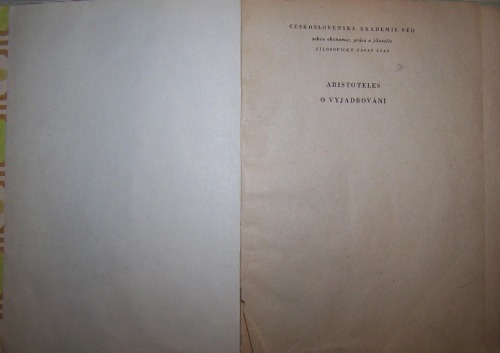 ČESKOSLOVENSKÁ AKADEMIE VĚD
sekce ekonomie, práva a filosofie
FILOSOFICKÝ ÚSTAV ČSAV
ARISTOTELES
O VYJADŘOVÁNÍ